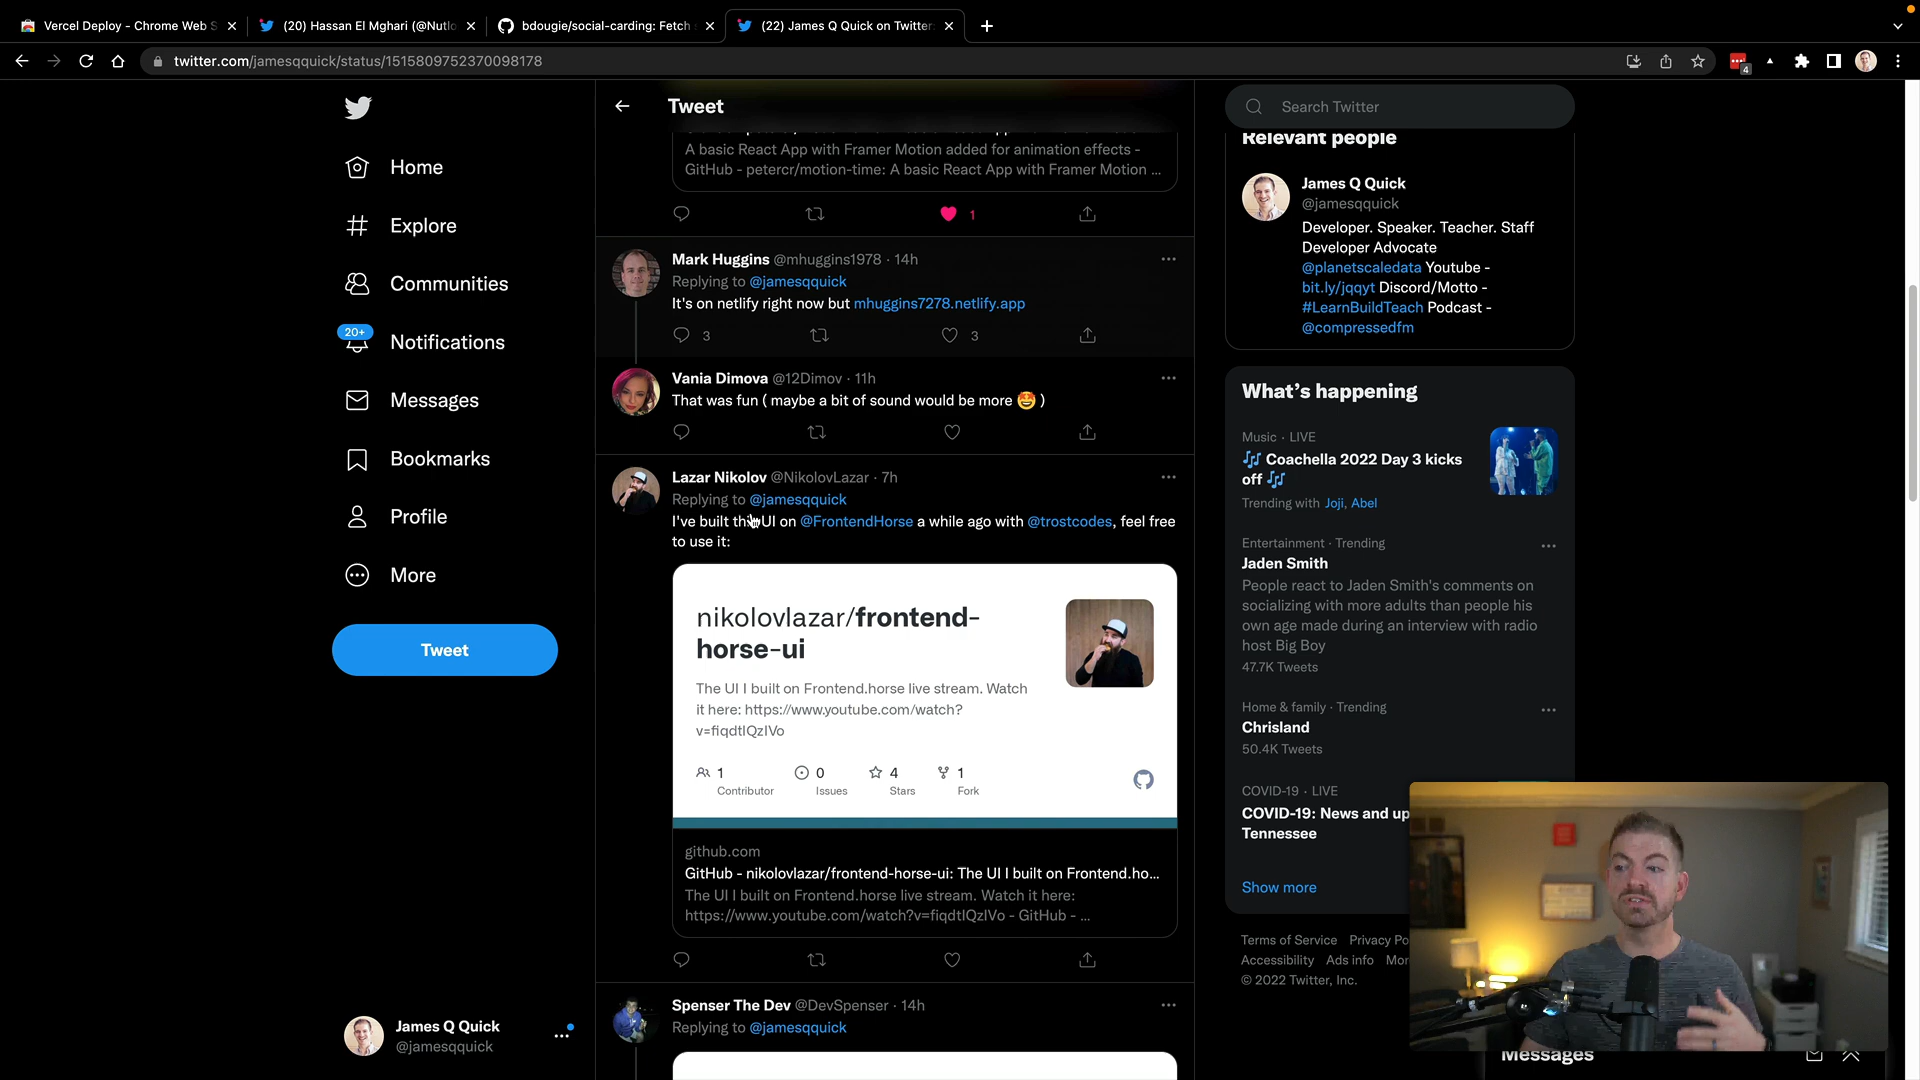 Vercel Deploy - Chrome Web S
(20) Hassan El Mghari (@Nutlo
bdougie/social-carding: Fetch
(22) James Q Quick on Twitter
twitter.com/jamesqquick/status/1515809752370098178
4
Home
Explore
Communities
20+
Notifications
Messages
Bookmarks
Profile
More
Tweet
James Q Quick
@jamesqquick
Tweet
A basic React App with Framer Motion added for animation effects -
GitHub - petercr/motion-time: A basic React App with Framer Motion ...
1
Mark Huggins @mhuggins1978 · 14h
Replying to @jamesqquick
It's on netlify right now but mhuggins7278.netlify.app
3
3
Vania Dimova @12Dimov · 11h
That was fun ( maybe a bit of sound would be more 🤩 )
Lazar Nikolov @NikolovLazar · 7h
Replying to @jamesqquick
I've built this UI on @FrontendHorse a while ago with @trostcodes, feel free
to use it:
nikolovlazar/frontend-
horse-ui
The UI I built on Frontend.horse live stream. Watch
it here: https://www.youtube.com/watch?
v=fiqdtIQzIVo
1
Contributor
0
Issues
4
Stars
1
Fork
github.com
GitHub - nikolovlazar/frontend-horse-ui: The UI I built on Frontend.ho...
The UI I built on Frontend.horse live stream. Watch it here:
https://www.youtube.com/watch?v=fiqdtIQzIVo - GitHub - ...
Spenser The Dev @DevSpenser · 14h
Replying to @jamesqquick
Search Twitter
Relevant people
James Q Quick
@jamesqquick
Developer. Speaker. Teacher. Staff
Developer Advocate
@planetscaledata Youtube -
bit.ly/jqqyt Discord/Motto -
#LearnBuildTeach Podcast -
@compressedfm
What's happening
Music · LIVE
🎶 Coachella 2022 Day 3 kicks
off 🎶
Trending with Joji, Abel
Entertainment · Trending
Jaden Smith
People react to Jaden Smith's comments on
socializing with more adults than people his
own age made during an interview with radio
host Big Boy
47.7K Tweets
Home & family · Trending
Chrisland
50.4K Tweets
COVID-19 · LIVE
COVID-19: News and up
Tennessee
Show more
Terms of Service Privacy Po
Accessibility Ads info Mor
© 2022 Twitter, Inc.
Messages